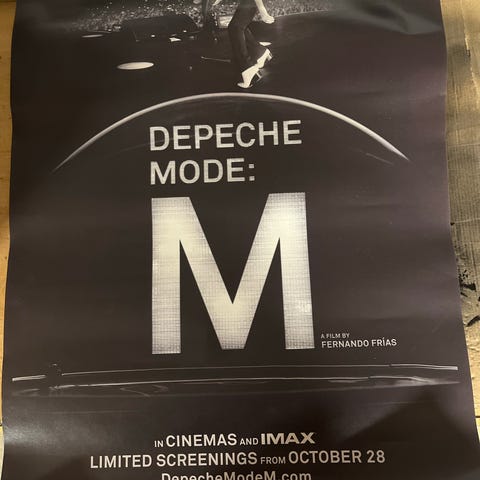 DEPECHE
MODE:
M
A FILM BY
FERNANDO FRÍAS
IN CINEMAS AND IMAX
LIMITED SCREENINGS FROM OCTOBER 28
DepecheModeM.com